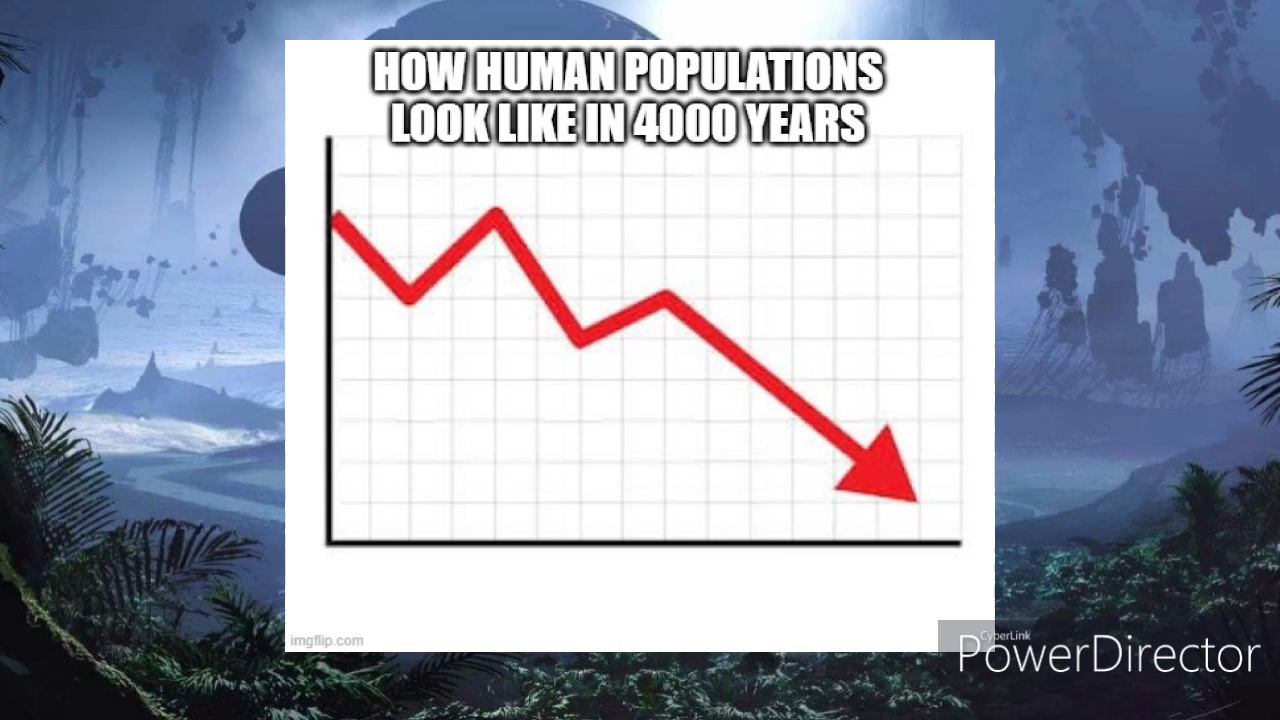 HOW HUMAN POPULATIONS
LOOK LIKE IN 4000 YEARS
imgflip.com
CyberLink
PowerDirector